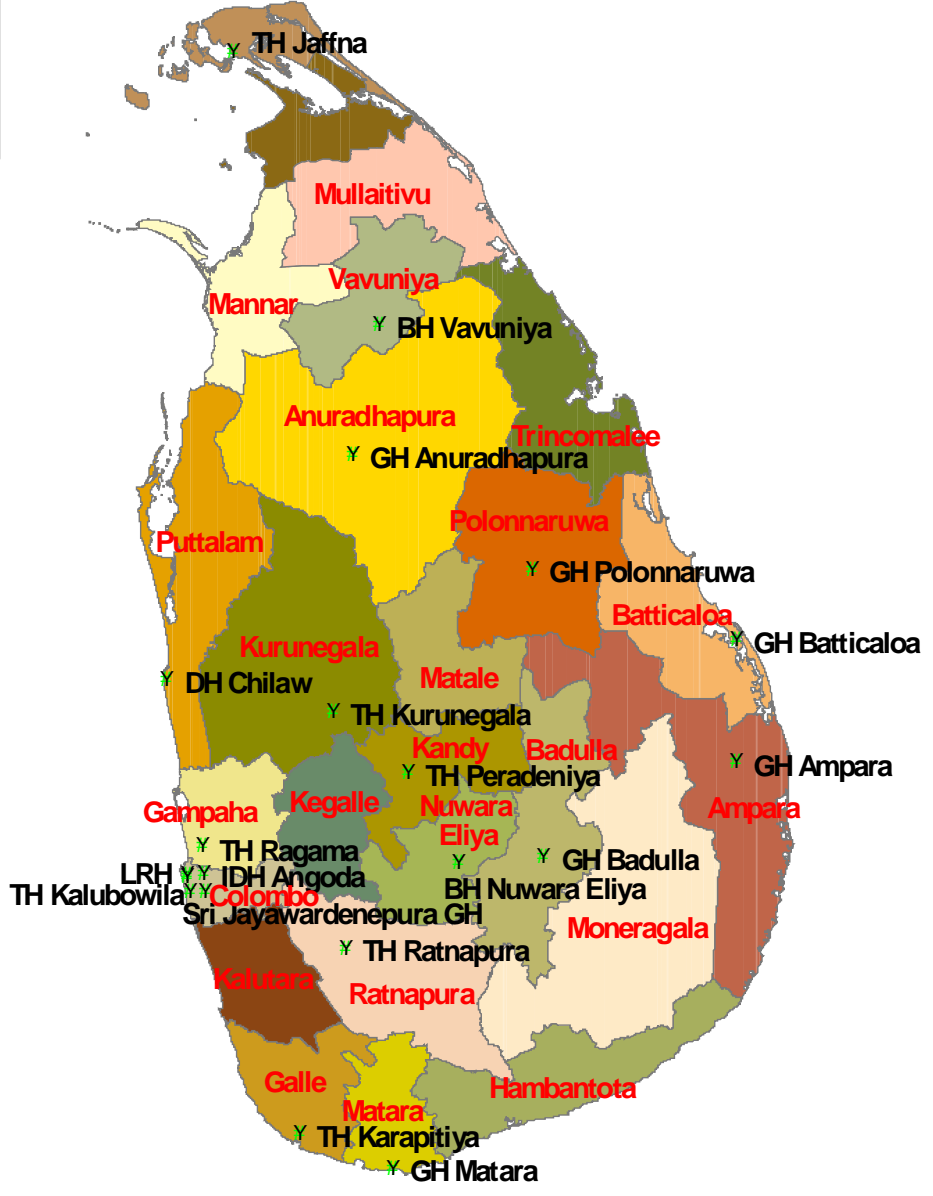 TH Jaffna
Mullaitivu
Vavuniya
Mannar
BH Vavuniya
Anuradhapura
Trincomalee
GH Anuradhapura
Polonnaruwa
Puttalam
GH Polonnaruwa
Batticaloa
GH Batticaloa
Kurunegala
Matale
DH Chilaw
TH Kurunegala
Kandy
Badulla
GH Ampara
TH Peradeniya
Kegalle
Nuwara
Eliya
Ampara
Gampaha
TH Ragama
GH Badulla
LRH
IDH Angoda
BH Nuwara Eliya
TH Kalubowila
Colombo
Sri Jayawardenepura GH
Moneragala
TH Ratnapura
Kalutara
Ratnapura
Galle
Hambantota
Matara
TH Karapitiya
GH Matara